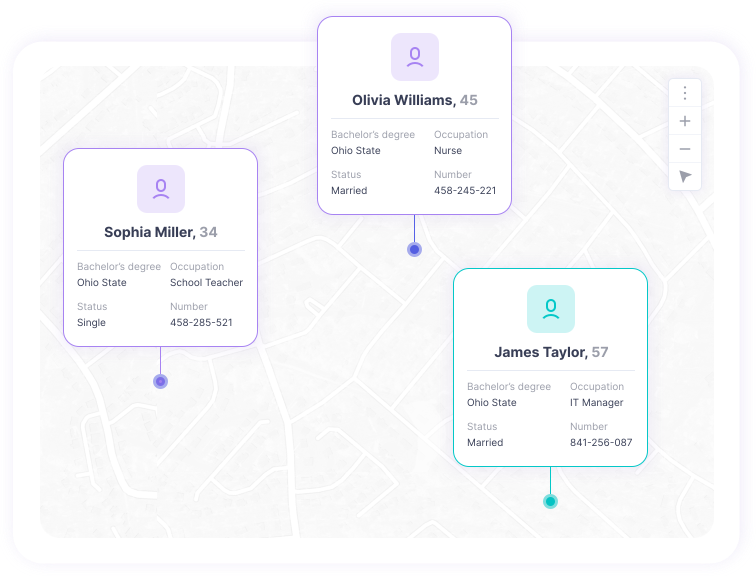 Olivia Williams, 45
Bachelor's degree Occupation
Ohio State Nurse
Status Number
Married 458-245-221
Sophia Miller, 34
Bachelor's degree Occupation
Ohio State School Teacher
Status Number
Single 458-285-521
James Taylor, 57
Bachelor's degree Occupation
Ohio State IT Manager
Status Number
Married 841-256-087